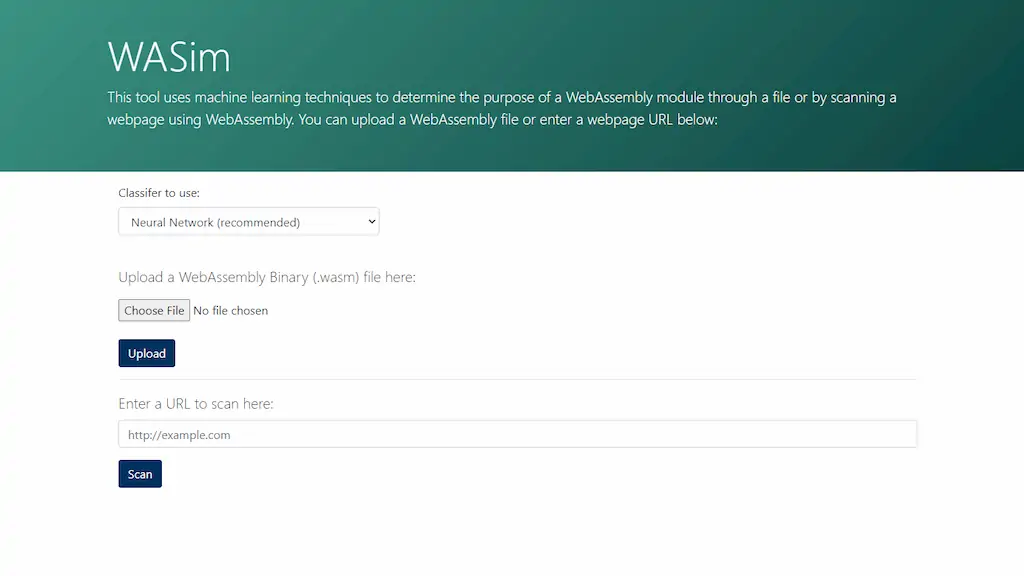 WASim
This tool uses machine learning techniques to determine the purpose of a WebAssembly module through a file or by scanning a
webpage using WebAssembly. You can upload a WebAssembly file or enter a webpage URL below:
Classifer to use:
Neural Network (recommended)
Upload a WebAssembly Binary (.wasm) file here:
Choose File No file chosen
Upload
Enter a URL to scan here:
http://example.com
Scan